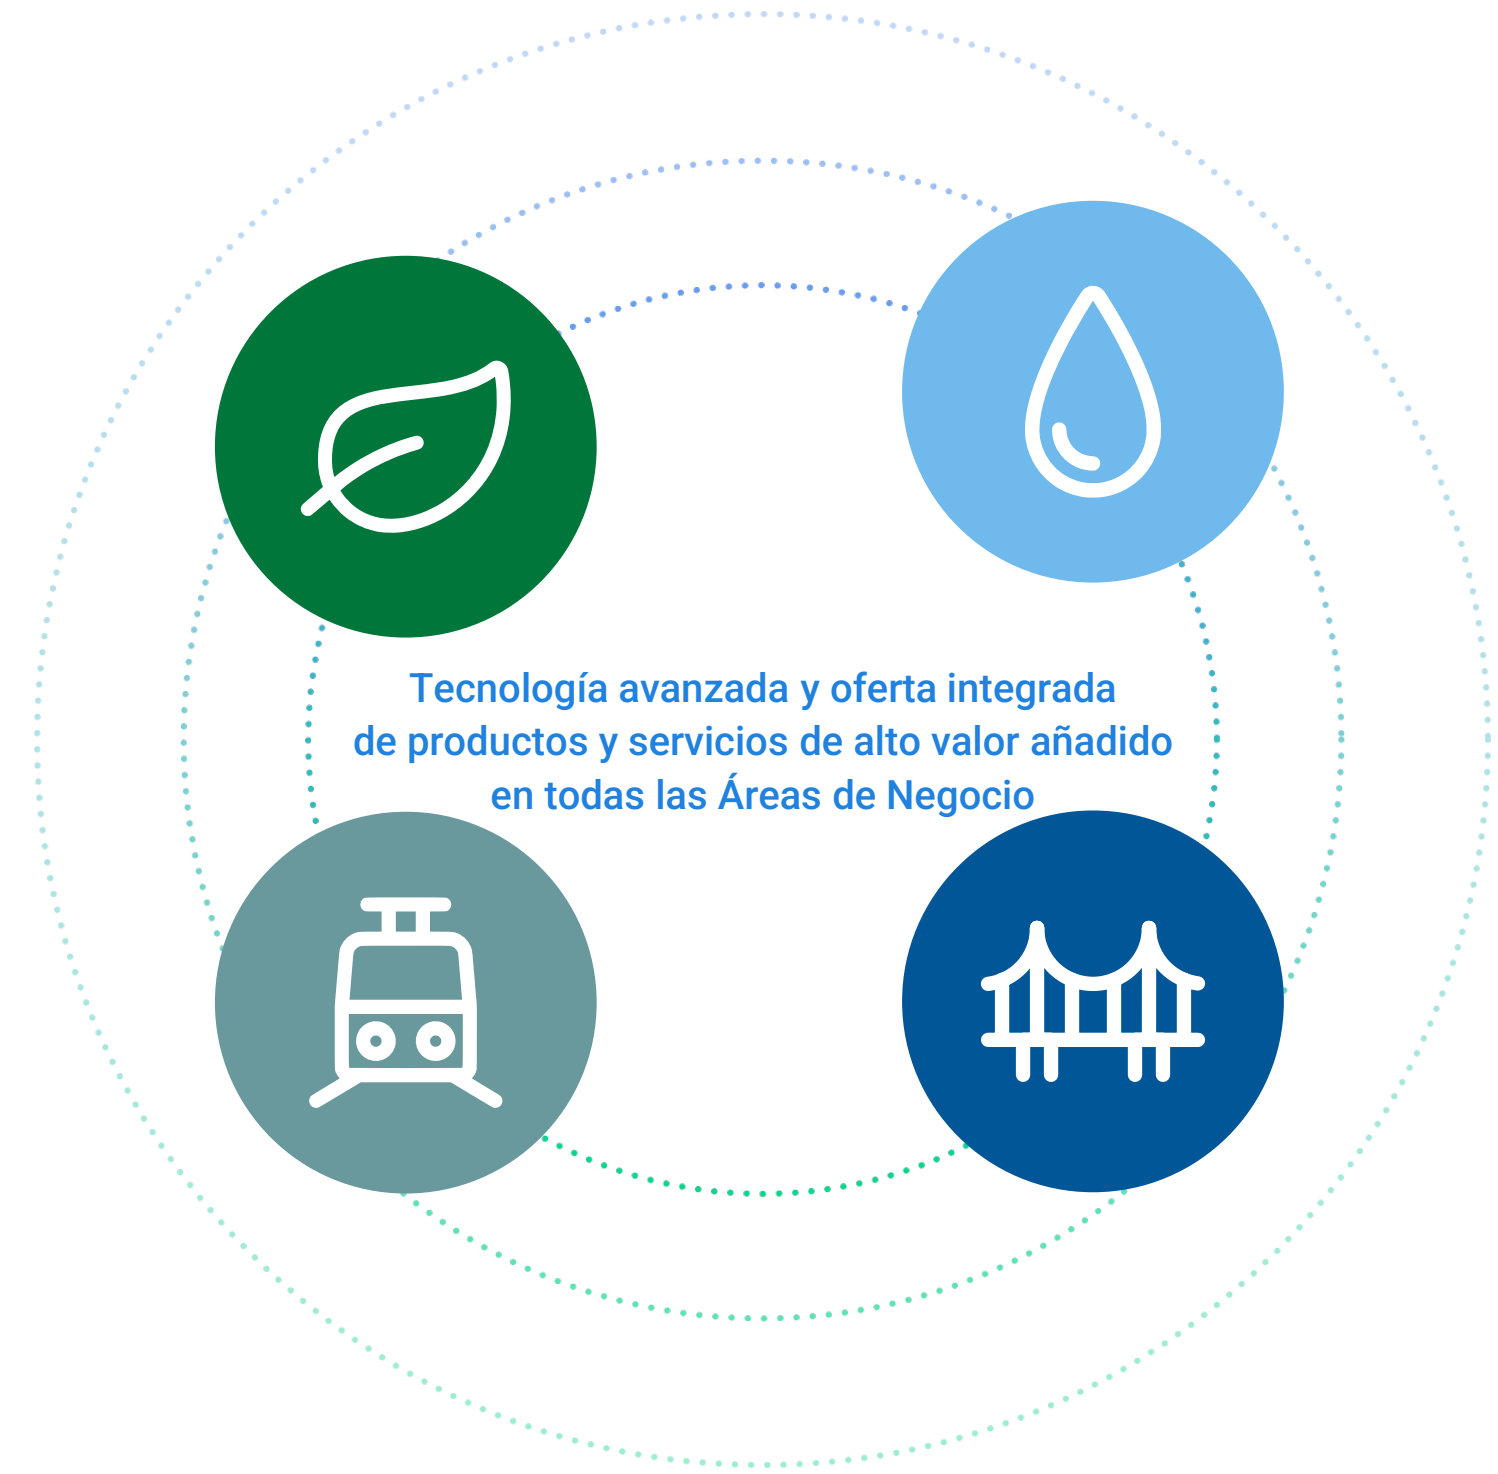 Tecnología avanzada y oferta integrada
de productos y servicios de alto valor añadido
en todas las Áreas de Negocio